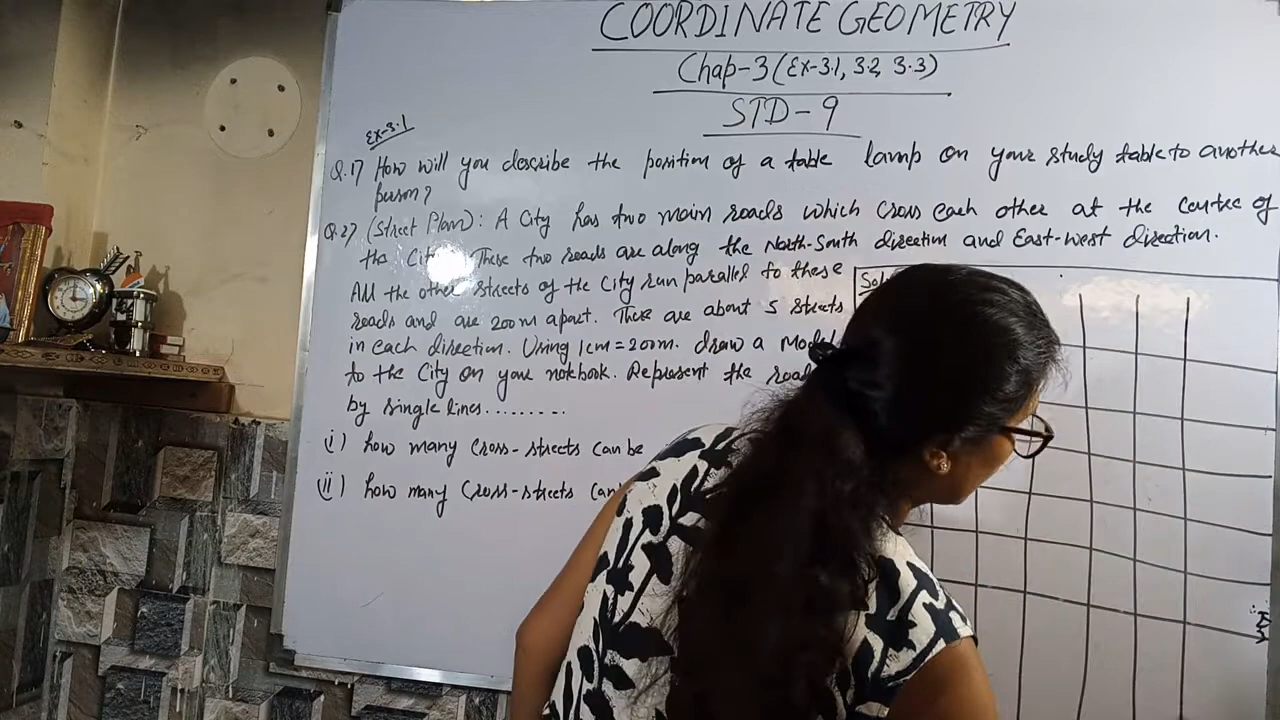 COORDINATE GEOMETRY
Chap-3 (Ex-3.1, 3.2, 3.3)
STD-9
Ex-3.1
Q.1) How will you describe the position of a table lamp on your study table to another
person?
Q.2) (Street Plan): A City has two main roads which cross each other at the centre of
the City. These two roads are along the North-South direction and East-west direction.
All the other streets of the City run parallel to these
roads and are 200m apart. There are about 5 streets
in each direction. Using 1cm = 200m. draw a model
to the City on your notebook. Represent the road
by single lines.........
(i) how many Cross-streets can be
(ii) how many Cross-streets can